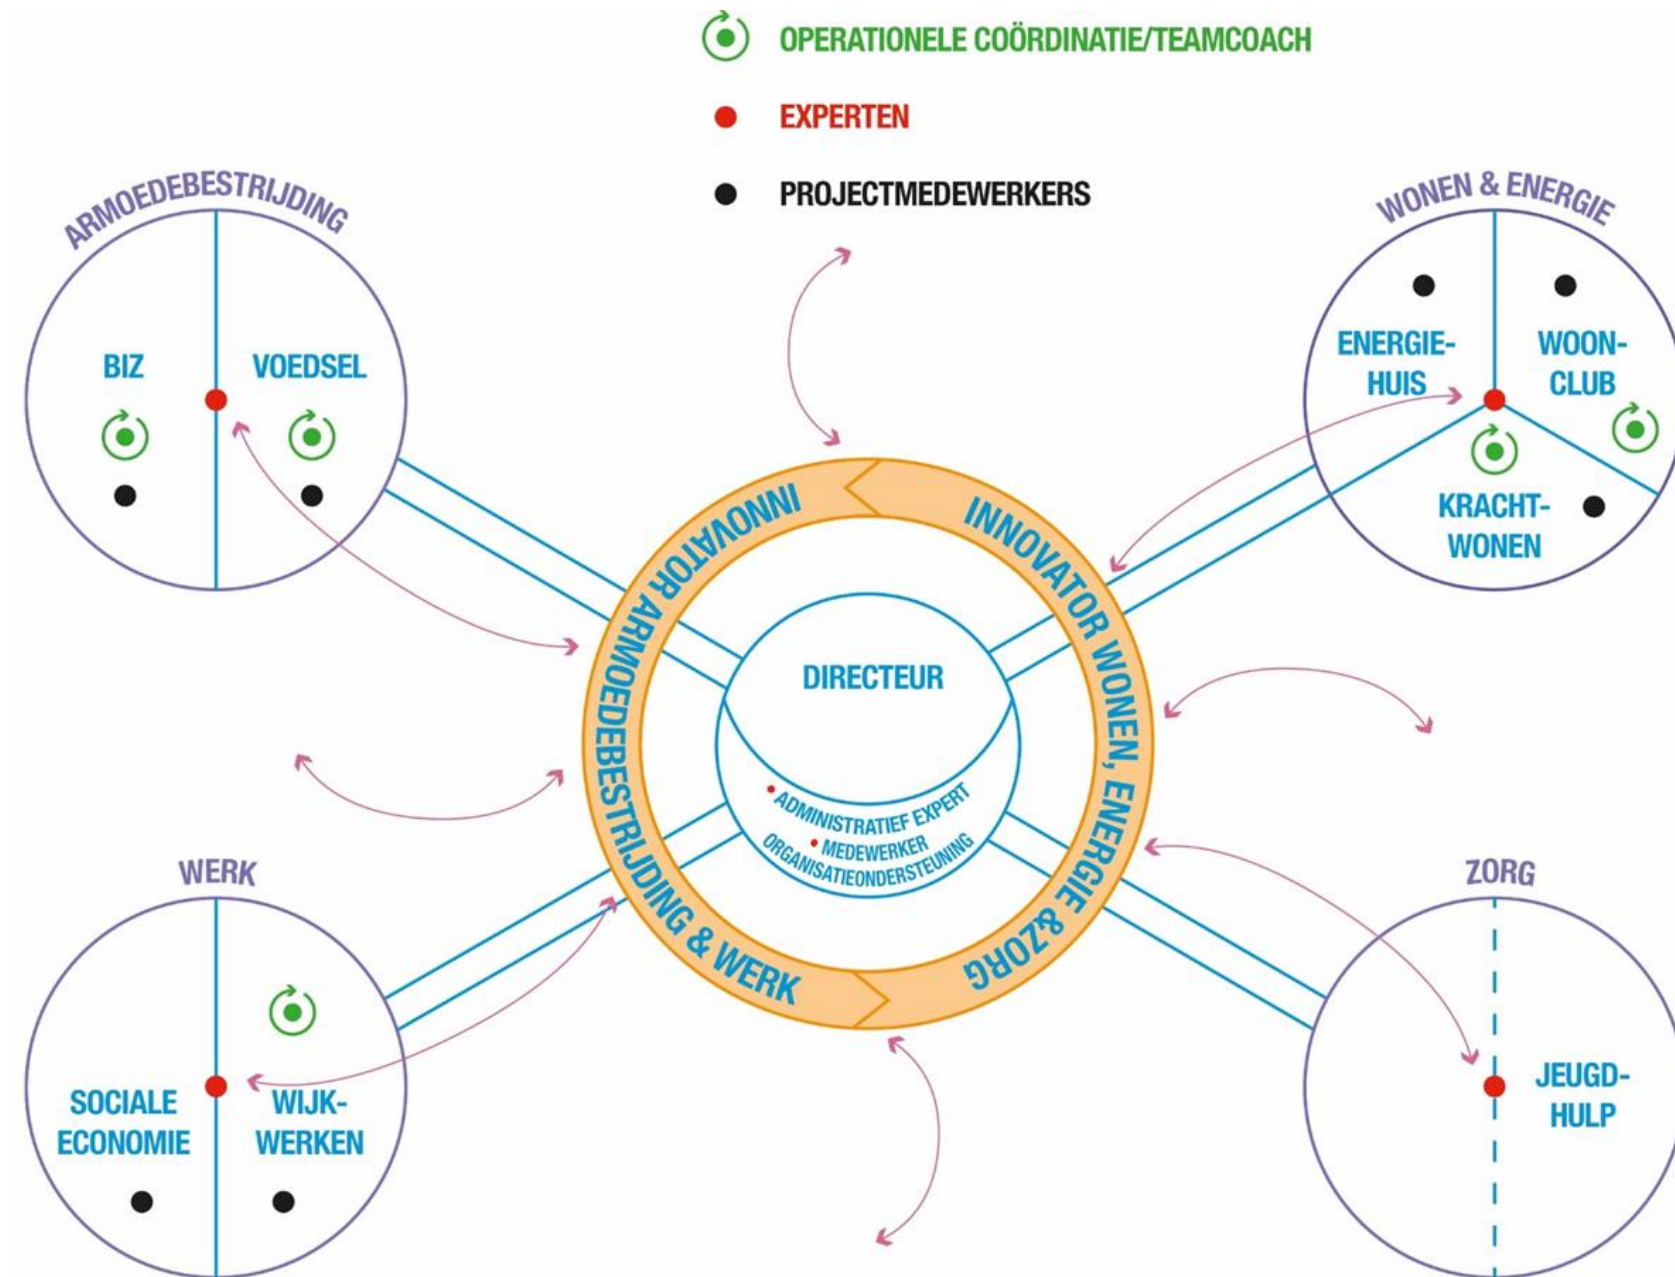 OPERATIONELE COÖRDINATIE/TEAMCOACH
EXPERTEN
PROJECTMEDEWERKERS
ARMOEDEBESTRIJDING
BIZ
VOEDSEL
WONEN & ENERGIE
ENERGIE-
HUIS
WOON-
CLUB
KRACHT-
WONEN
INNOVATOR ARMOEDEBESTRIJDING & WERK
INNOVATOR WONEN, ENERGIE &ZORG
DIRECTEUR
ADMINISTRATIEF EXPERT
MEDEWERKER
ORGANISATIEONDERSTEUNING
WERK
SOCIALE
ECONOMIE
WIJK-
WERKEN
ZORG
JEUGD-
HULP